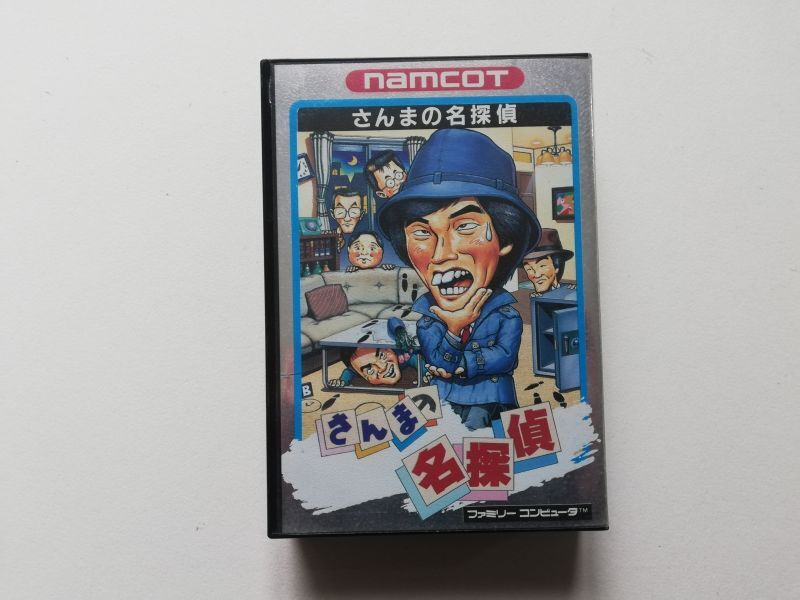 namcoT
さんまの名探偵
B
さんまの
名探偵
ファミリー コンピュータ™